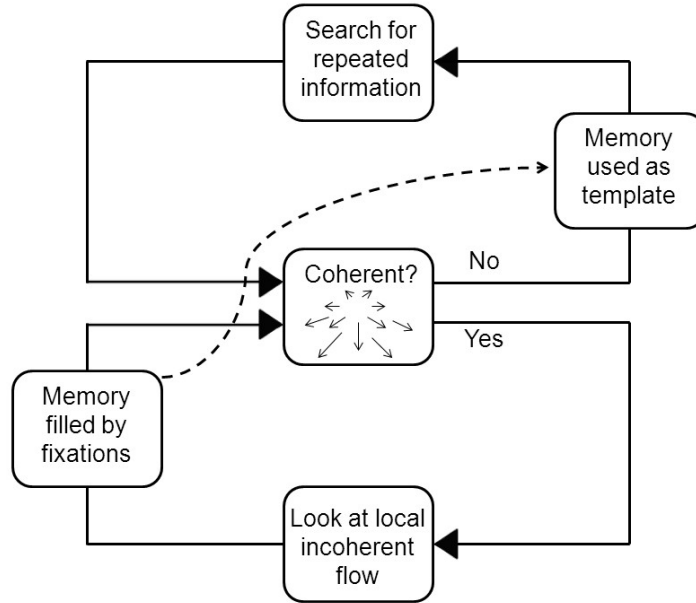 Search for
repeated
information
Memory
used as
template
Coherent?
No
Yes
Memory
filled by
fixations
Look at local
incoherent
flow